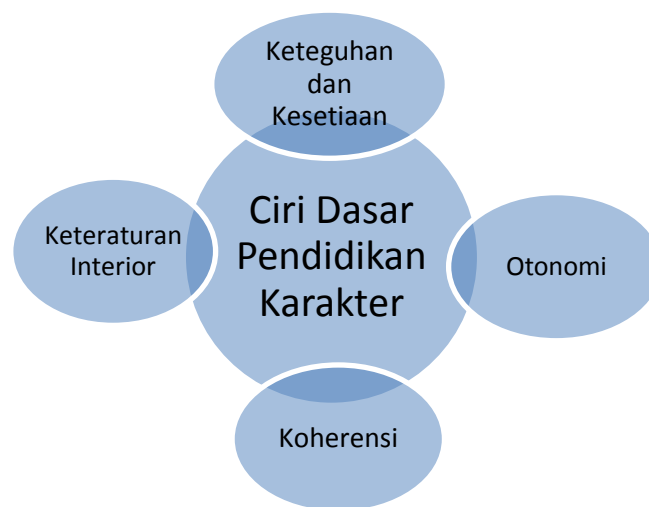 Keteguhan
dan
Kesetiaan
Ciri Dasar
Pendidikan
Karakter
Keteraturan
Interior
Otonomi
Koherensi